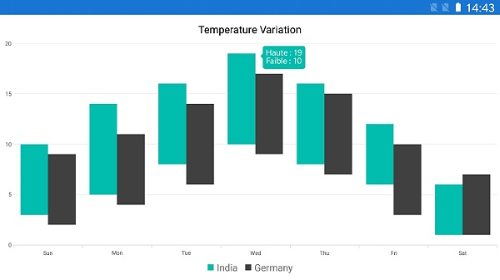 14:43
Temperature Variation
Haute : 19
Faible : 10
20
15
10
5
0
Sun Mon Tue Wed Thu Fri Sat
India Germany